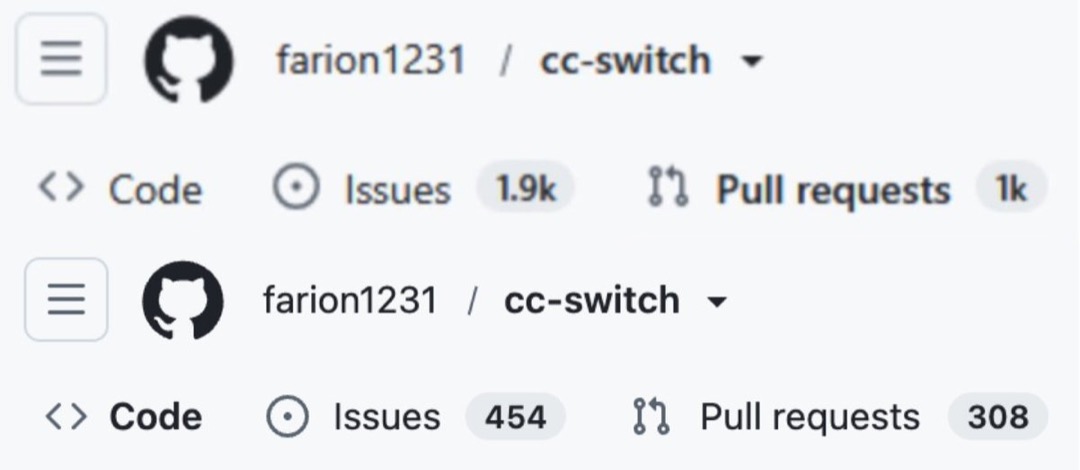 farion1231 / cc-switch
Code Issues 1.9k Pull requests 1k
farion1231 / cc-switch
Code Issues 454 Pull requests 308